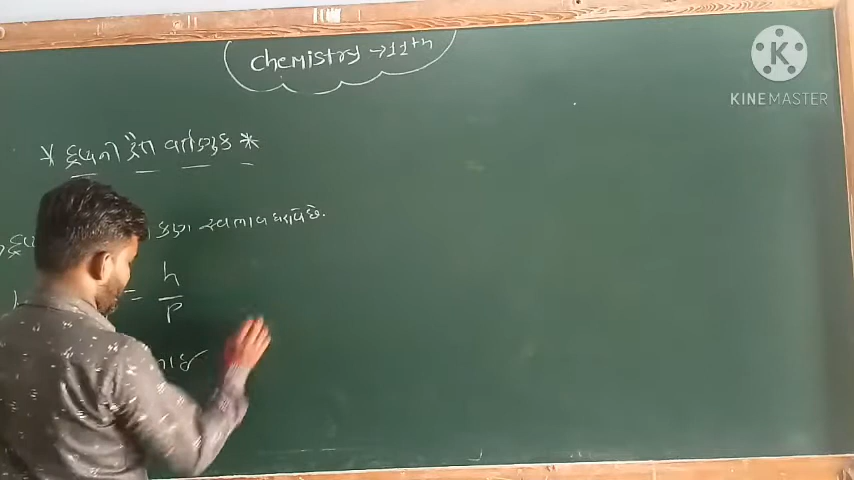 Chemistry → 11th
* દ્રવ્યની દ્વૈત વર્તણુક *
કણ સ્વભાવ ધરાવે છે.
= h
P
KINEMASTER